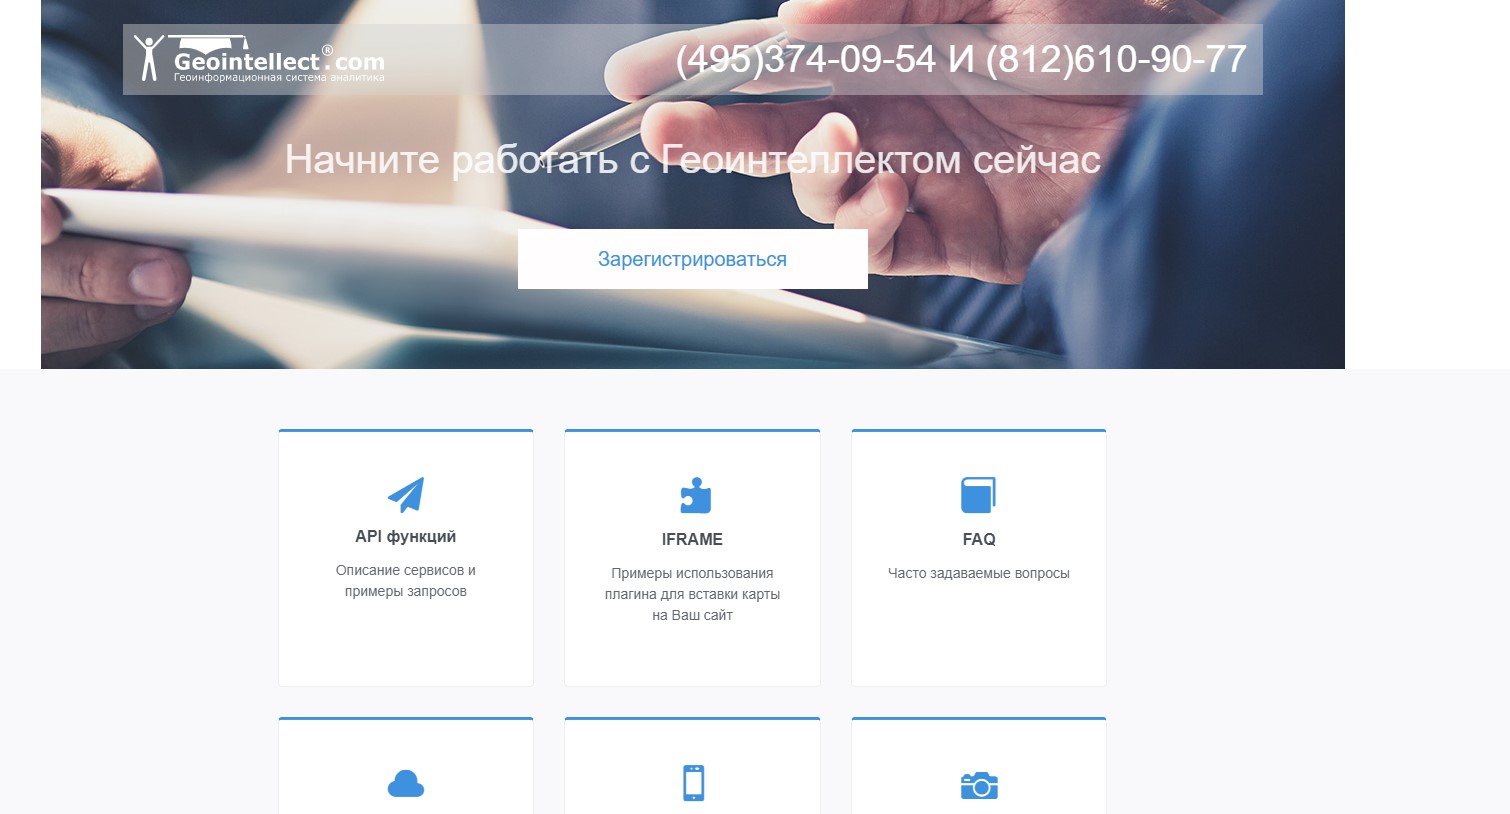 Geointellect®.com
Геоинформационная система аналитика
(495)374-09-54 И (812)610-90-77
Начните работать с Геоинтеллектом сейчас
Зарегистрироваться
API функций
Описание сервисов и
примеры запросов
IFRAME
Примеры использования
плагина для вставки карты
на Ваш сайт
FAQ
Часто задаваемые вопросы